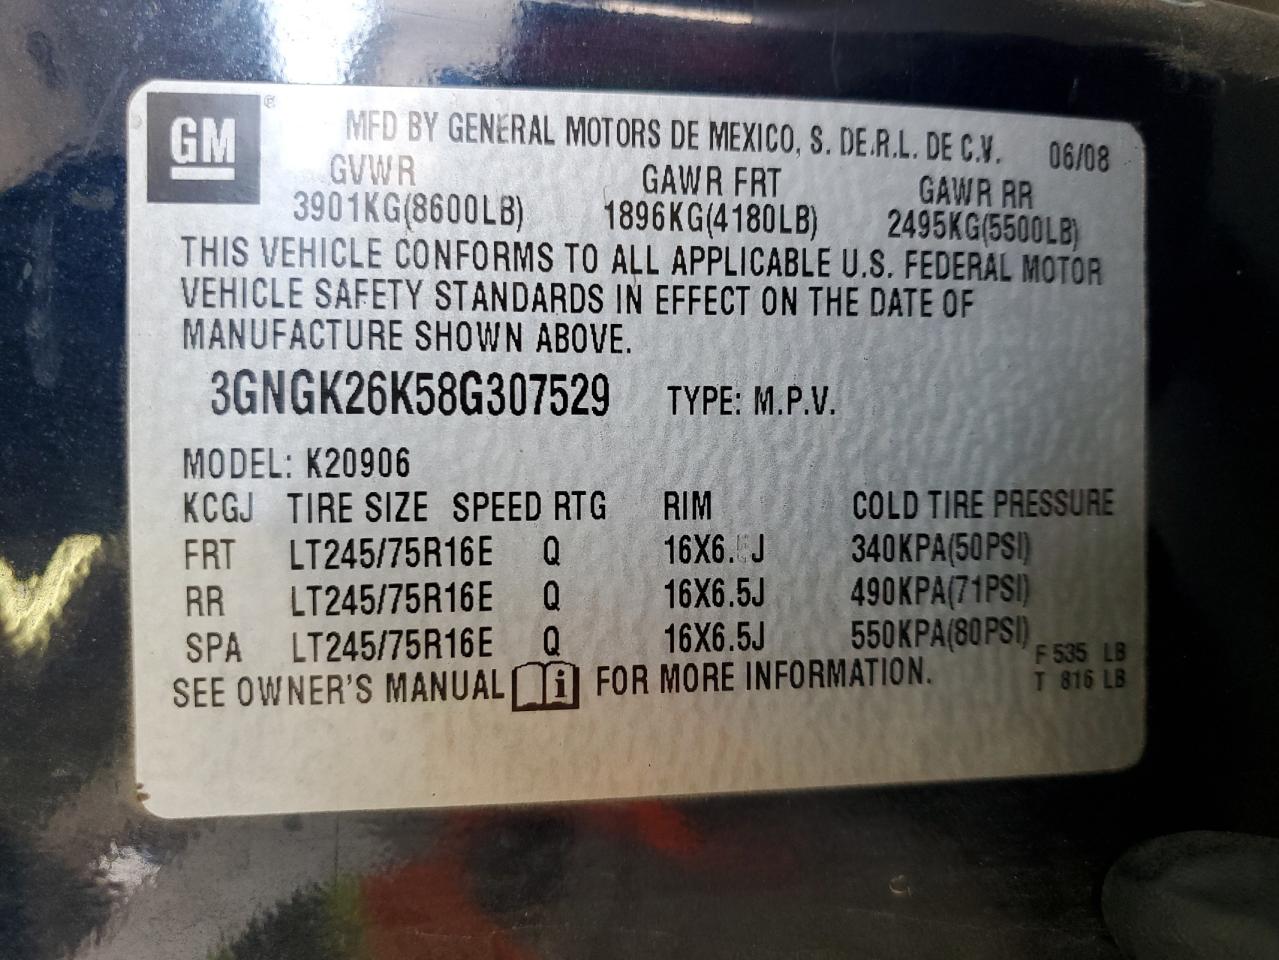 GM®
MFD BY GENERAL MOTORS DE MEXICO, S. DE.R.L. DE C.V. 06/08
GVWR GAWR FRT GAWR RR
3901KG(8600LB) 1896KG(4180LB) 2495KG(5500LB)
THIS VEHICLE CONFORMS TO ALL APPLICABLE U.S. FEDERAL MOTOR
VEHICLE SAFETY STANDARDS IN EFFECT ON THE DATE OF
MANUFACTURE SHOWN ABOVE.
3GNGK26K58G307529 TYPE: M.P.V.
MODEL: K20906
KCGJ TIRE SIZE SPEED RTG RIM COLD TIRE PRESSURE
FRT LT245/75R16E Q 340KPA(50PSI)
RR LT245/75R16E Q 16X6.5J 490KPA(71PSI)
SPA LT245/75R16E Q 16X6.5J 550KPA(80PSI)
F 535 LB
SEE OWNER'S MANUAL i FOR MORE INFORMATION.
T 816 LB